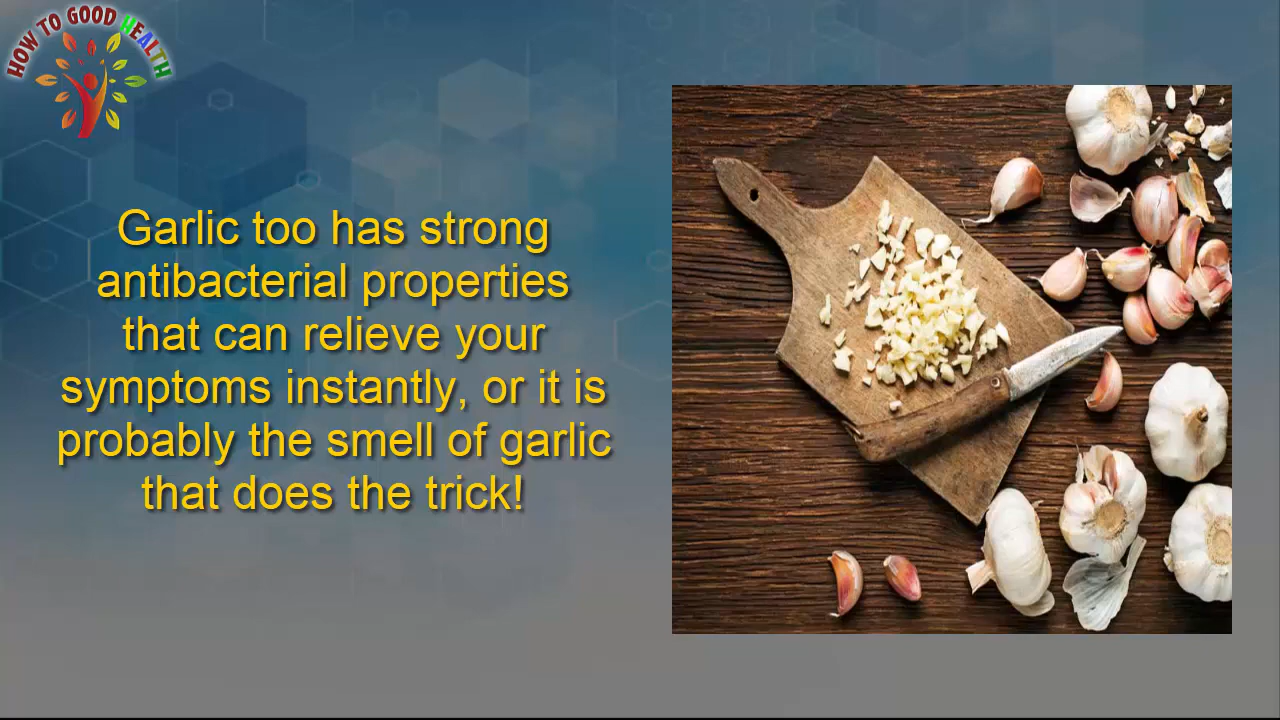 HOW TO GOOD HEALTH
Garlic too has strong
antibacterial properties
that can relieve your
symptoms instantly, or it is
probably the smell of garlic
that does the trick!